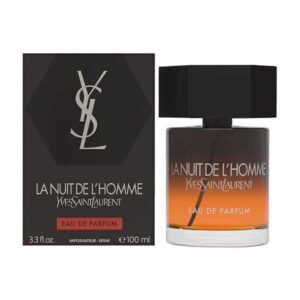 YSL
LA NUIT DE L'HOMME
YVESSAINTLAURENT
EAU DE PARFUM
3.3 fl.oz. VAPORISATEUR - SPRAY e 100 ml
LA NUIT DE L'HOMME
YVESSAINTLAURENT
EAU DE PARFUM